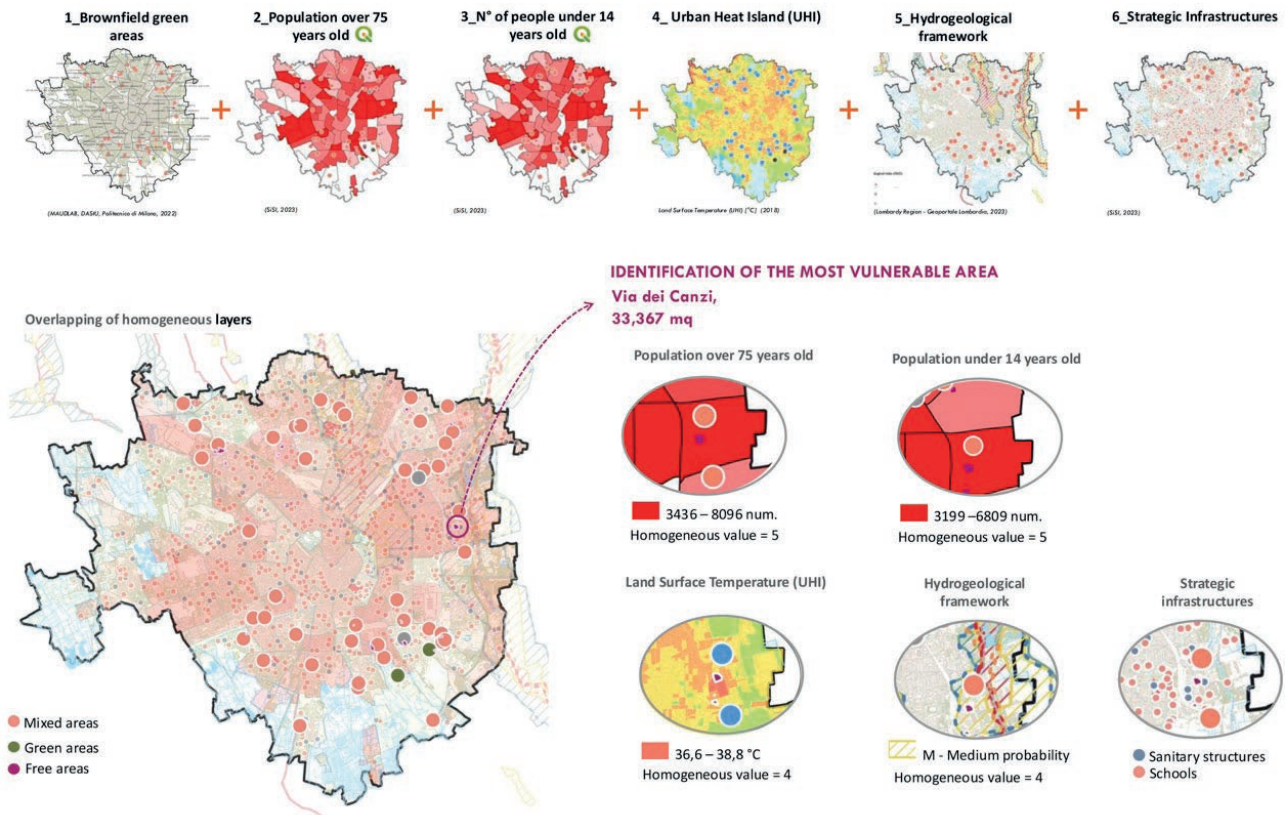 1_Brownfield green
areas
2_Population over 75
years old
3_N° of people under 14
years old
4_ Urban Heat Island (UHI)
5_Hydrogeological
framework
6_Strategic Infrastructures
+
+
+
+
+
(MAUDLAB, DAStU, Politecnico di Milano, 2022)
(SiSI, 2023)
(SiSI, 2023)
Land Surface Temperature (UHI) [°C] (2018)
(Lombardy Region - Geoportale Lombardia, 2023)
(SiSI, 2023)
IDENTIFICATION OF THE MOST VULNERABLE AREA
Via dei Canzi,
33,367 mq
Overlapping of homogeneous layers
Population over 75 years old
Population under 14 years old
3436 – 8096 num.
Homogeneous value = 5
3199 –6809 num.
Homogeneous value = 5
Land Surface Temperature (UHI)
Hydrogeological
framework
Strategic
infrastructures
Mixed areas
Green areas
Free areas
36,6 – 38,8 °C
Homogeneous value = 4
M - Medium probability
Homogeneous value = 4
Sanitary structures
Schools